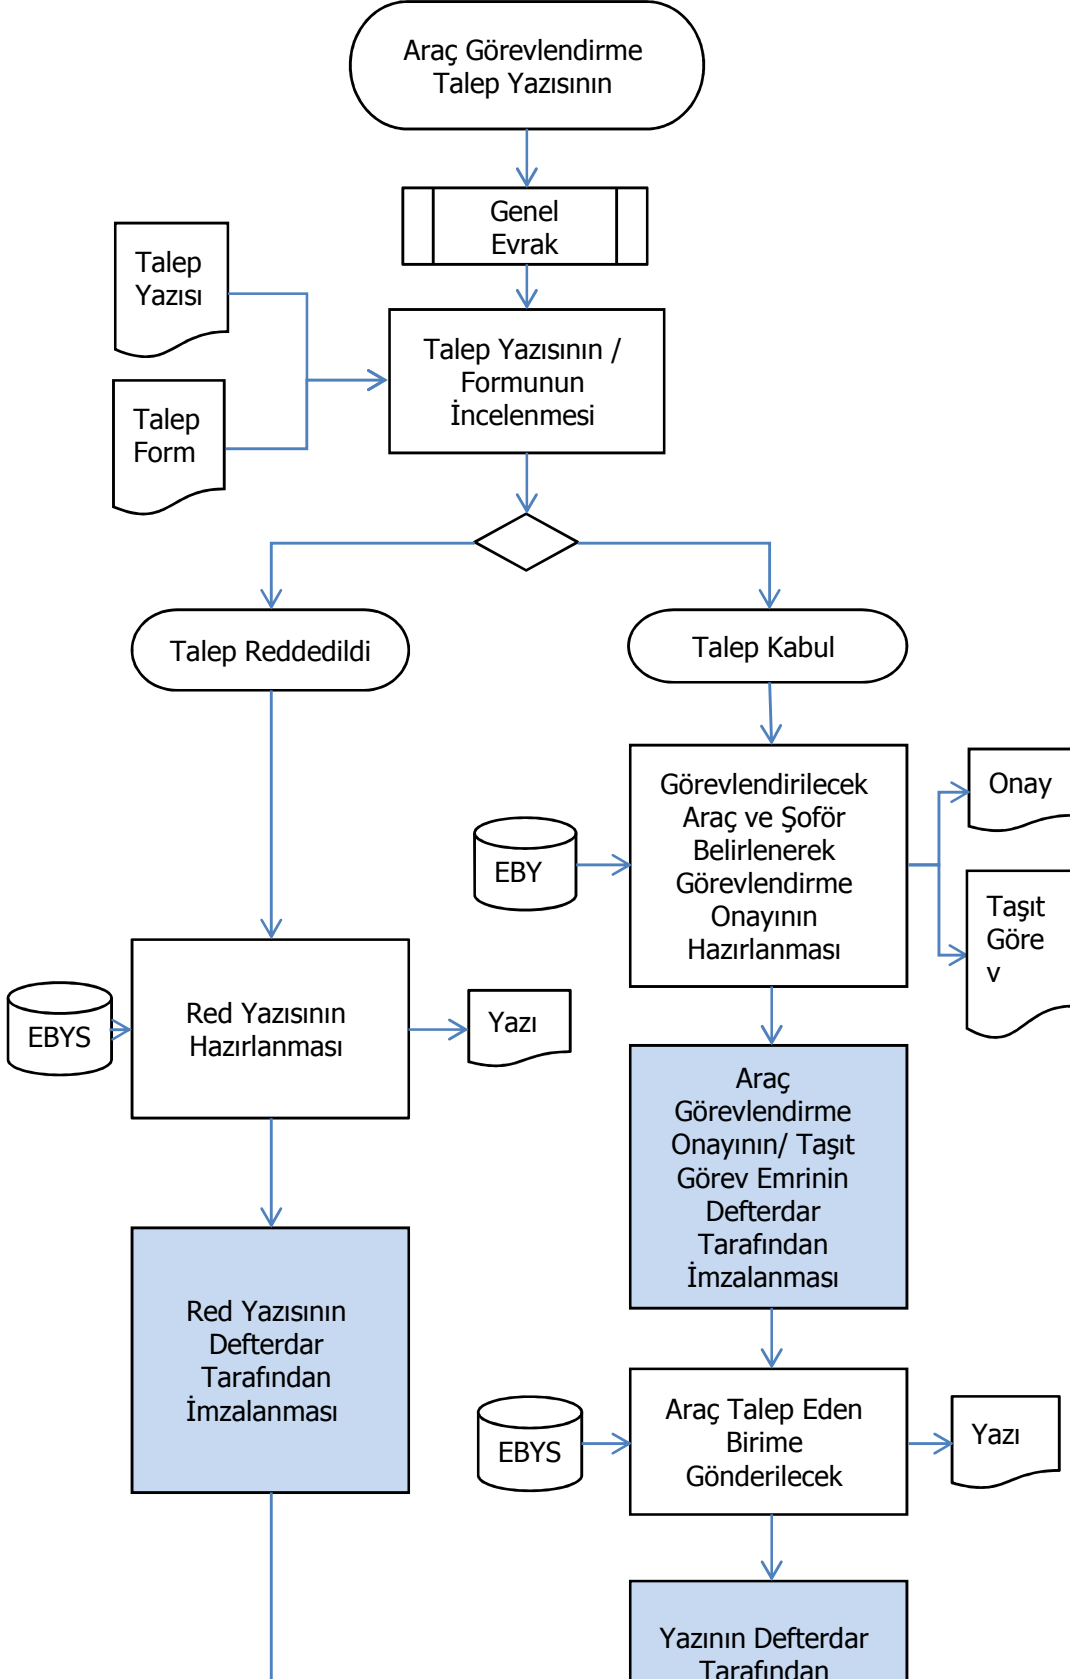 Araç Görevlendirme
Talep Yazısının
Genel
Evrak
Talep
Yazısı
Talep Yazısının /
Formunun
İncelenmesi
Talep
Form
Talep Reddedildi
Talep Kabul
Görevlendirilecek
Araç ve Şoför
Belirlenerek
Görevlendirme
Onayının
Hazırlanması
Onay
EBY
Taşıt
Göre
v
EBYS
Red Yazısının
Hazırlanması
Yazı
Araç
Görevlendirme
Onayının/ Taşıt
Görev Emrinin
Defterdar
Tarafından
İmzalanması
Red Yazısının
Defterdar
Tarafından
İmzalanması
EBYS
Araç Talep Eden
Birime
Gönderilecek
Yazı
Yazının Defterdar
Tarafından